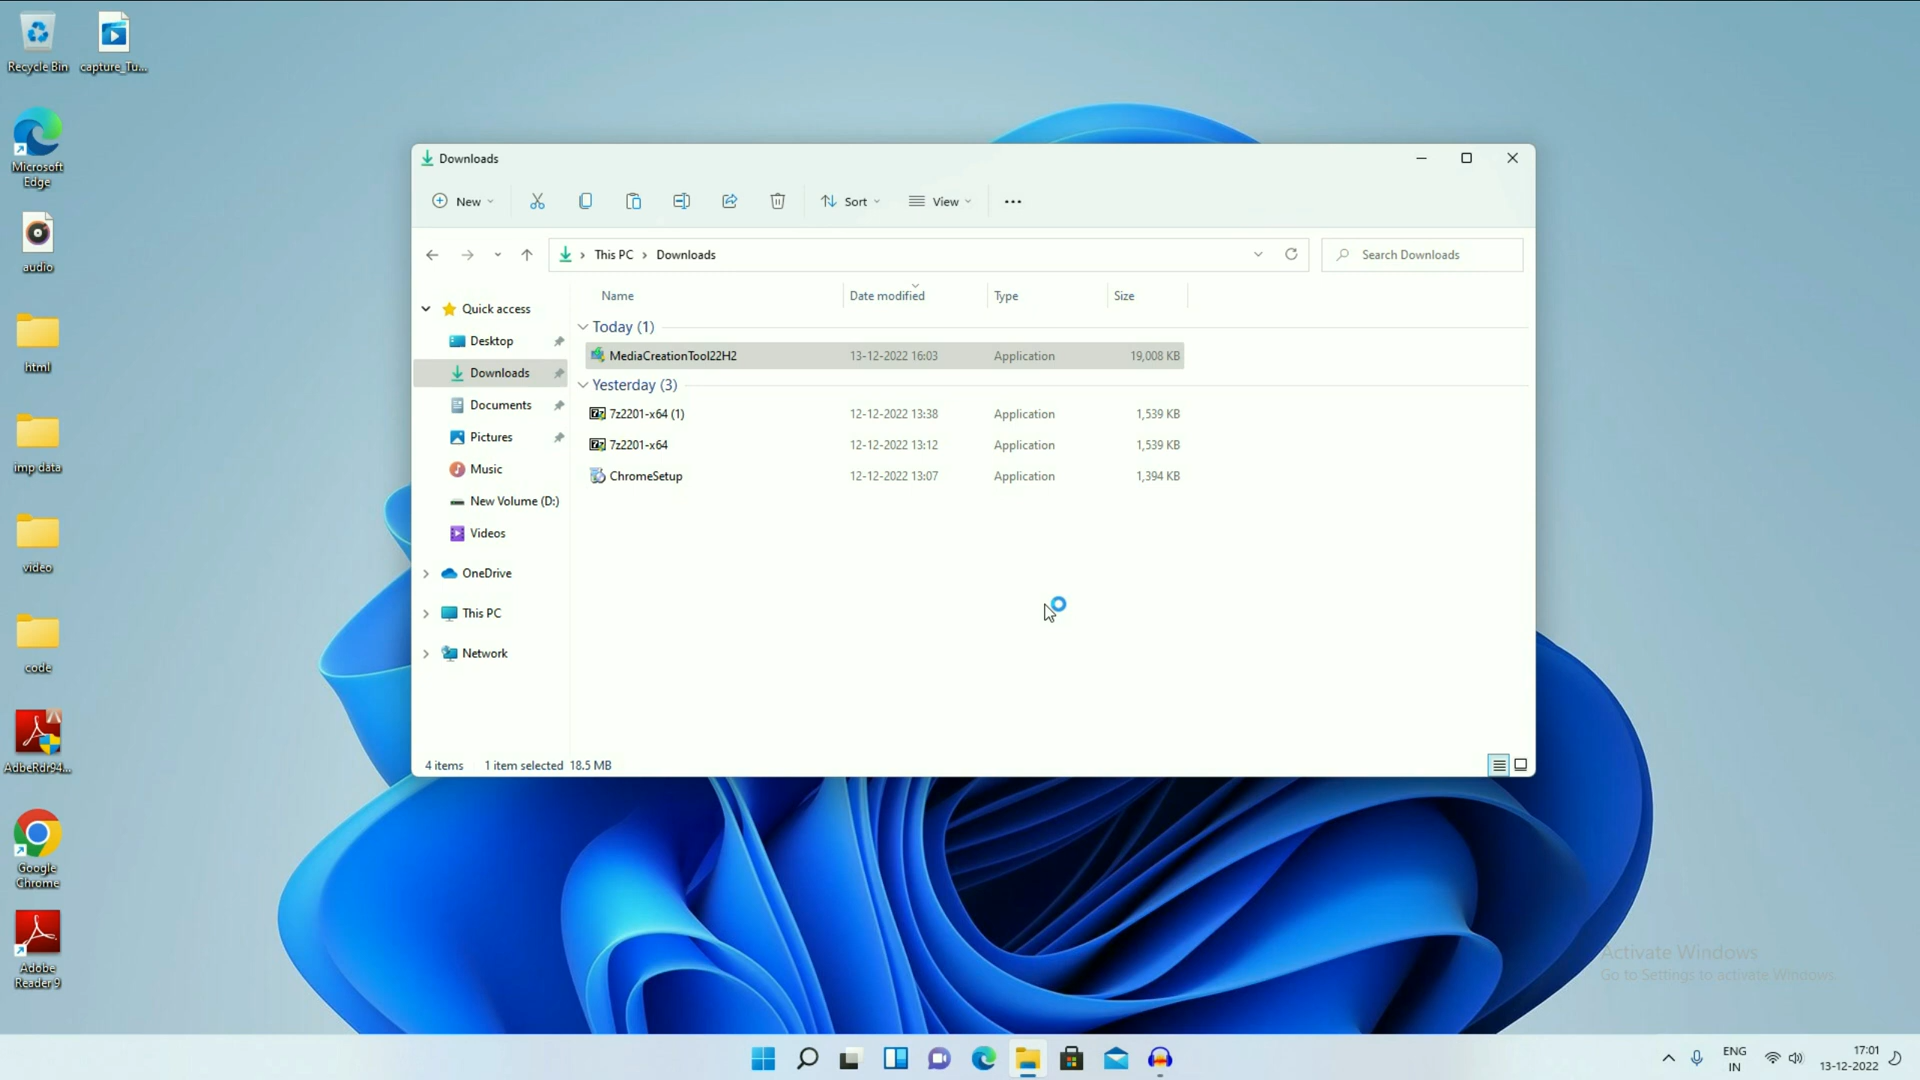 Recycle Bin
capture_Tu...
Microsoft
Edge
audio
html
imp data
video
code
AdbeRdr94...
Google
Chrome
Adobe
Reader 9
Downloads
New
Sort
View
This PC
Downloads
Search Downloads
Quick access
Desktop
Downloads
Documents
Pictures
Music
New Volume (D:)
Videos
OneDrive
This PC
Network
Name Date modified Type Size
Today (1)
MediaCreationTool22H2 13-12-2022 16:03 Application 19,008 KB
Yesterday (3)
7z2201-x64 (1) 12-12-2022 13:38 Application 1,539 KB
7z2201-x64 12-12-2022 13:12 Application 1,539 KB
ChromeSetup 12-12-2022 13:07 Application 1,394 KB
4 items 1 item selected 18.5 MB
Activate Windows
Go to Settings to activate Windows.
ENG
IN
17:01
13-12-2022